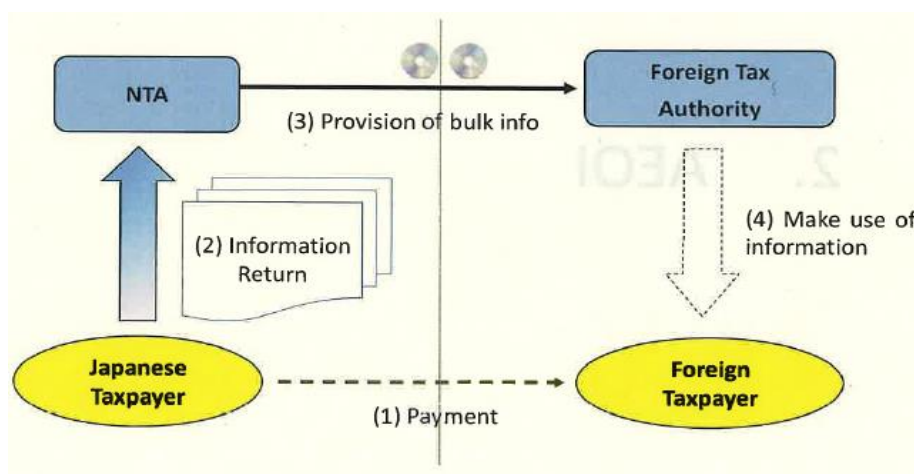 NTA
Foreign Tax
Authority
(3) Provision of bulk info
(2) Information
Return
(4) Make use of
information
Japanese
Taxpayer
Foreign
Taxpayer
(1) Payment